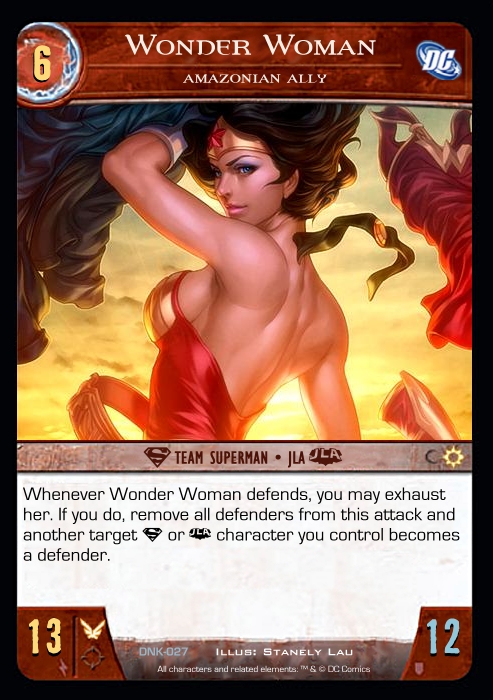 6
WONDER WOMAN
DC
AMAZONIAN ALLY
TEAM SUPERMAN • JLA JLA
Whenever Wonder Woman defends, you may exhaust
her. If you do, remove all defenders from this attack and
another target S or JLA character you control becomes
a defender.
13
12
DNK-027 ILLUS: STANELY LAU
All characters and related elements: ™ & © DC Comics